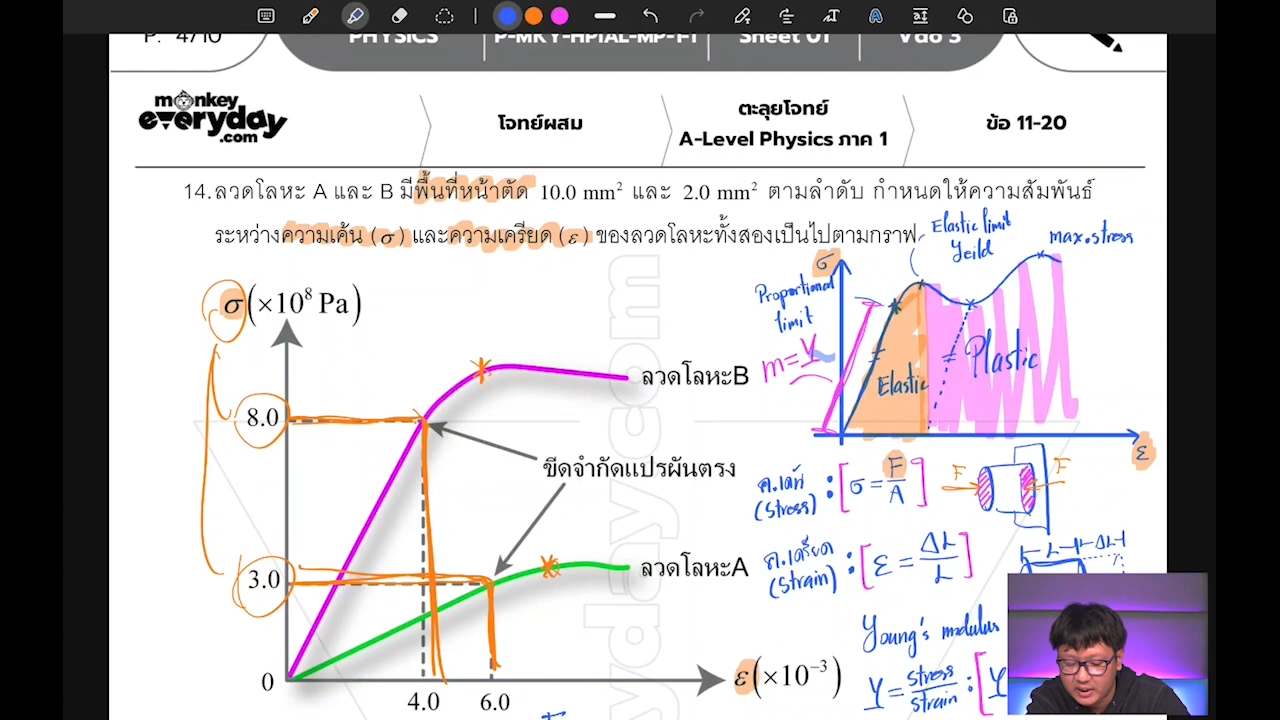 P. 4/10
PHYSICS
P-MKY-HPIAL-MP-F1
Sheet 01
Vdo 3
monkey
everyday
.com
โจทย์ผสม
ตะลุยโจทย์
A-Level Physics ภาค 1
ข้อ 11-20
14.ลวดโลหะ A และ B มีพื้นที่หน้าตัด 10.0 mm² และ 2.0 mm² ตามลำดับ กำหนดให้ความสัมพันธ์
ระหว่างความเค้น (σ) และความเครียด (ε) ของลวดโลหะทั้งสองเป็นไปตามกราฟ
Elastic limit
Yeild
max.stress
σ
Proportional
limit
m=Y
Elastic
Plastic
ε
σ(×10⁸ Pa)
ลวดโลหะB
8.0
ขีดจำกัดแปรผันตรง
3.0
ลวดโลหะA
0
4.0
6.0
ε(×10⁻³)
ค.เค้น
(Stress) : [σ = F/A]
F
F
ค.เครียด
(Strain) : [ε = ΔL/L]
L
ΔL
Young's modulus
Y = stress/strain : [Y
everyday.com